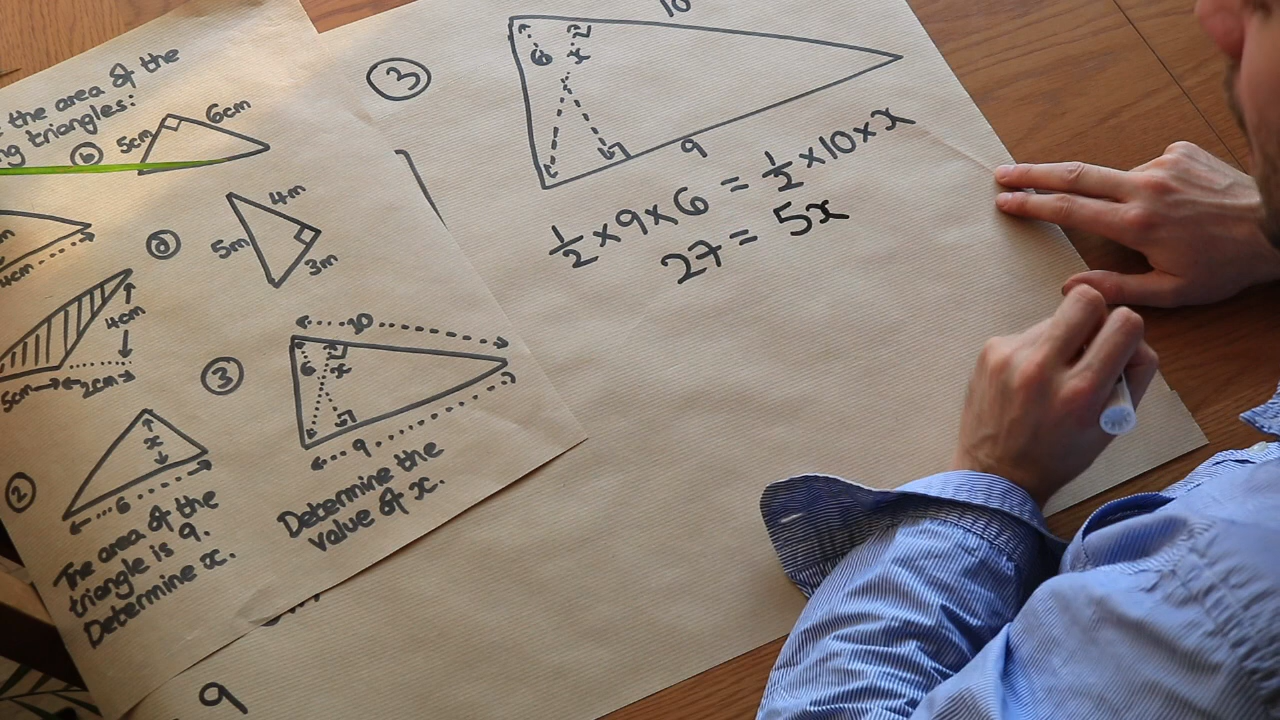 the area of the
triangles:
b
5cm
6cm
4cm
d
4m
5m
3m
4cm
5cm
2cm
2
x
6
The area of the
triangle is 9.
Determine x.
3
10
6
x
9
Determine the
value of x.
3
10
6
x
9
1/2 × 9 × 6 = 1/2 × 10 × x
27 = 5x
9